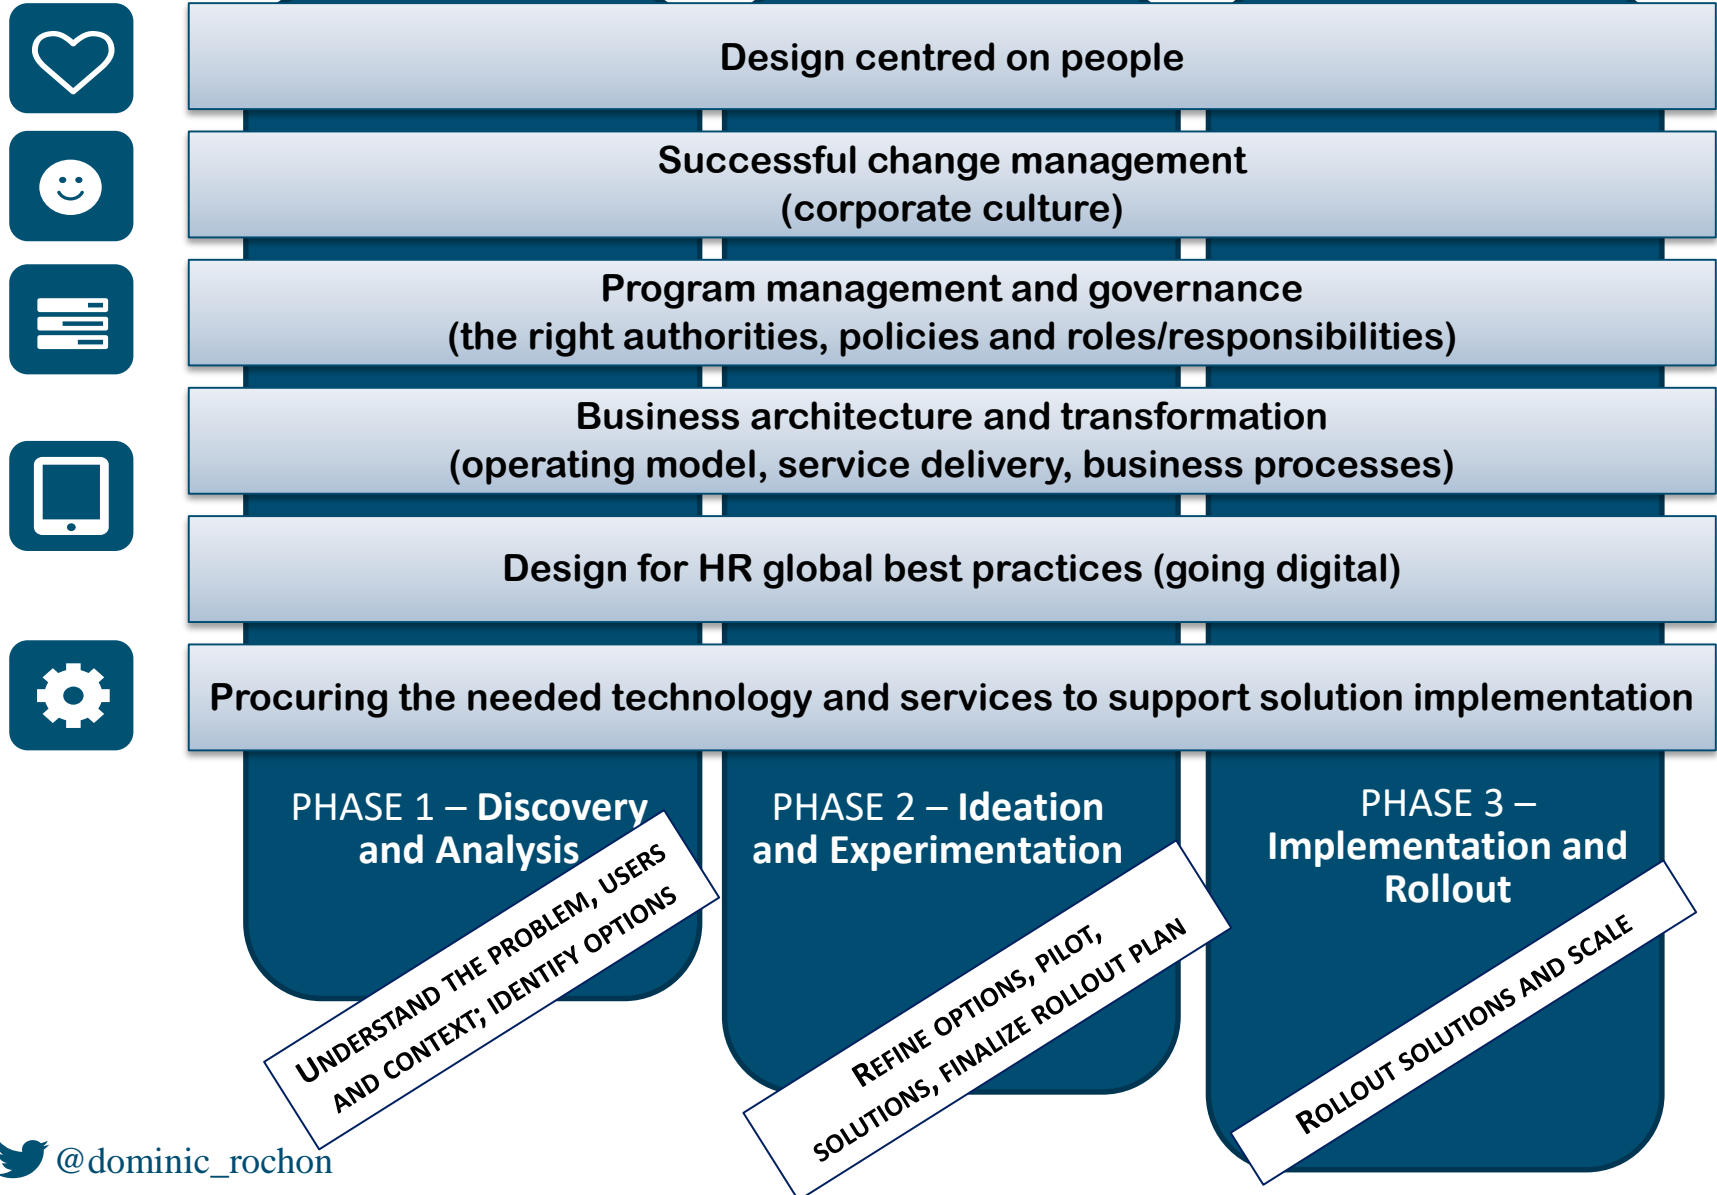 Design centred on people
Successful change management
(corporate culture)
Program management and governance
(the right authorities, policies and roles/responsibilities)
Business architecture and transformation
(operating model, service delivery, business processes)
Design for HR global best practices (going digital)
Procuring the needed technology and services to support solution implementation
PHASE 1 – Discovery
and Analysis
UNDERSTAND THE PROBLEM, USERS
AND CONTEXT; IDENTIFY OPTIONS
PHASE 2 – Ideation
and Experimentation
REFINE OPTIONS, PILOT,
SOLUTIONS, FINALIZE ROLLOUT PLAN
PHASE 3 –
Implementation and
Rollout
ROLLOUT SOLUTIONS AND SCALE
@dominic_rochon